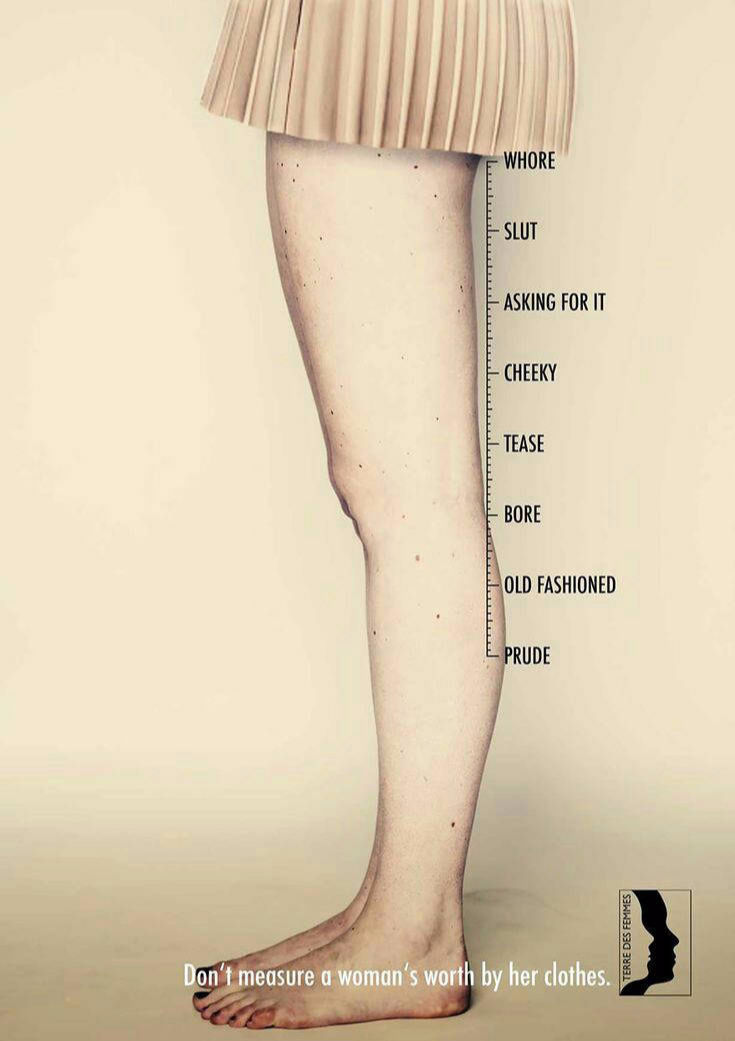 WHORE
SLUT
ASKING FOR IT
CHEEKY
TEASE
BORE
OLD FASHIONED
PRUDE
Don't measure a woman's worth by her clothes.
TERRE DES FEMMES